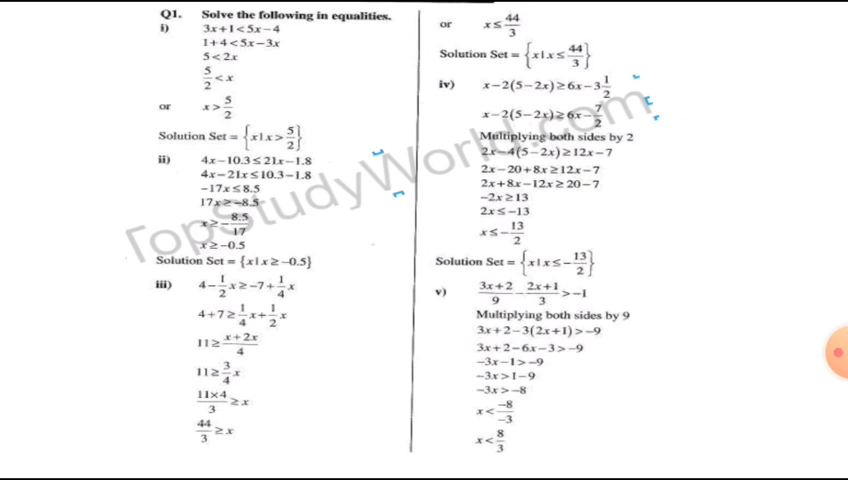 Q1. Solve the following in equalities.
i) 3x+1<5x−4
1+4<5x−3x
5<2x
5/2<x
or x>5/2
Solution Set = {x|x>5/2}
ii) 4x−10.3≤21x−1.8
4x−21x≤10.3−1.8
−17x≤8.5
17x≥−8.5
x≥−8.5/17
x≥−0.5
Solution Set = {x|x≥−0.5}
iii) 4−1/2x≥−7+1/4x
4+7≥1/4x+1/2x
11≥x+2x/4
11≥3/4x
11×4/3≥x
44/3≥x
or x≤44/3
Solution Set = {x|x≤44/3}
iv) x−2(5−2x)≥6x−3 1/2
x−2(5−2x)≥6x−7/2
Multiplying both sides by 2
2x−4(5−2x)≥12x−7
2x−20+8x≥12x−7
2x+8x−12x≥20−7
−2x≥13
2x≤−13
x≤−13/2
Solution Set = {x|x≤−13/2}
v) 3x+2/9−2x+1/3>−1
Multiplying both sides by 9
3x+2−3(2x+1)>−9
3x+2−6x−3>−9
−3x−1>−9
−3x>1−9
−3x>−8
x<−8/−3
x<8/3
TopStudyWorld.com